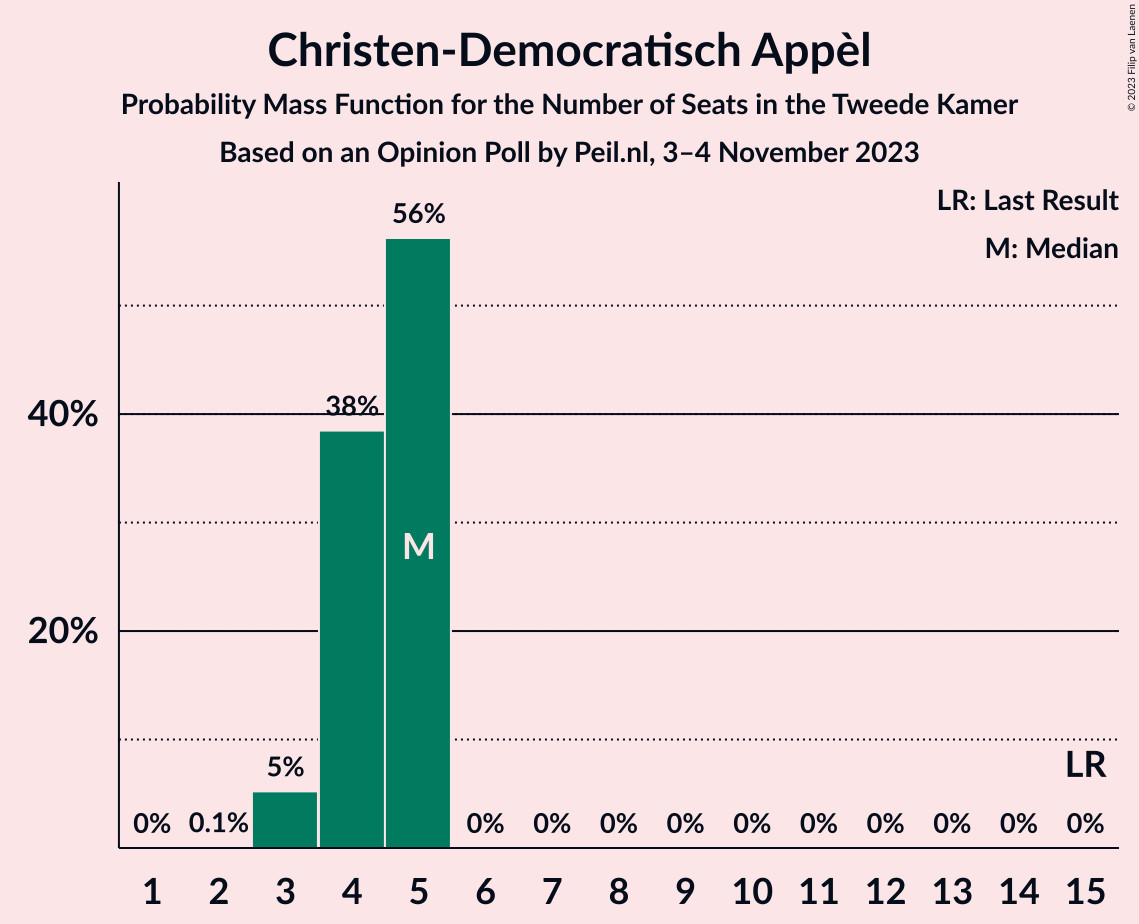 Christen-Democratisch Appèl
Probability Mass Function for the Number of Seats in the Tweede Kamer
Based on an Opinion Poll by Peil.nl, 3–4 November 2023
© 2023 Filip van Laenen
LR: Last Result
M: Median
56%
40%
38%
M
20%
LR
5%
0% 0.1% 0% 0% 0% 0% 0% 0% 0% 0% 0% 0%
1 2 3 4 5 6 7 8 9 10 11 12 13 14 15